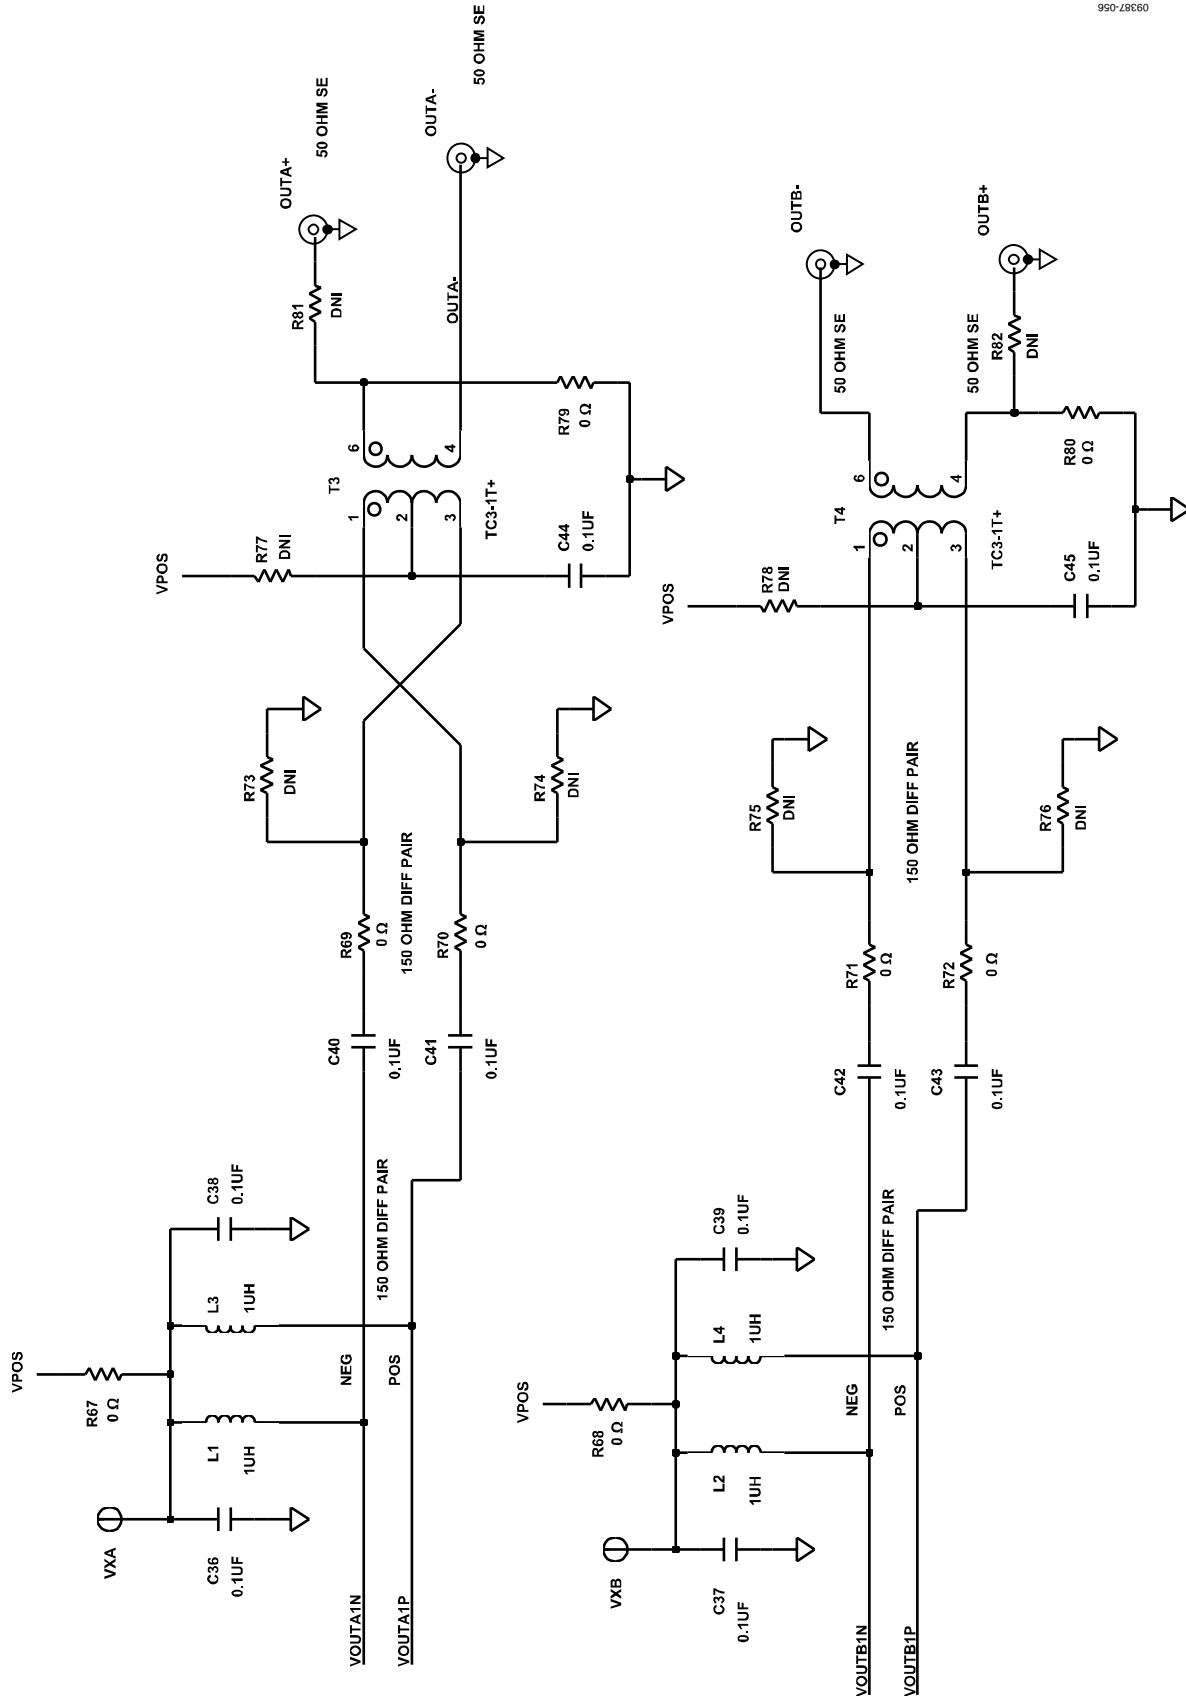 09387-056
VXA
C36
0.1UF
VPOS
R67
0 Ω
L1
1UH
L3
1UH
C38
0.1UF
VOUTA1N
VOUTA1P
NEG
POS
150 OHM DIFF PAIR
C40
0.1UF
C41
0.1UF
R69
0 Ω
R70
0 Ω
150 OHM DIFF PAIR
R73
DNI
R74
DNI
VPOS
R77
DNI
C44
0.1UF
T3
1
2
3
6
4
TC3-1T+
R79
0 Ω
R81
DNI
OUTA+
50 OHM SE
OUTA-
OUTA-
50 OHM SE
VXB
C37
0.1UF
VPOS
R68
0 Ω
L2
1UH
L4
1UH
C39
0.1UF
VOUTB1N
VOUTB1P
NEG
POS
150 OHM DIFF PAIR
C42
0.1UF
C43
0.1UF
R71
0 Ω
R72
0 Ω
150 OHM DIFF PAIR
R75
DNI
R76
DNI
VPOS
R78
DNI
C45
0.1UF
T4
1
2
3
6
4
TC3-1T+
R80
0 Ω
R82
DNI
50 OHM SE
OUTB-
50 OHM SE
OUTB+